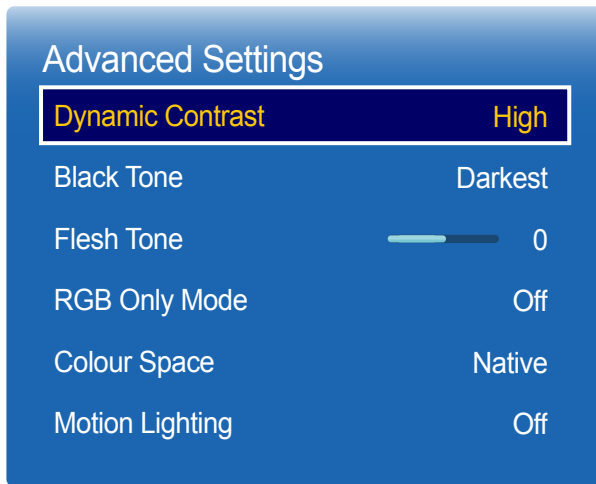 Advanced Settings
Dynamic Contrast High
Black Tone Darkest
Flesh Tone 0
RGB Only Mode Off
Colour Space Native
Motion Lighting Off